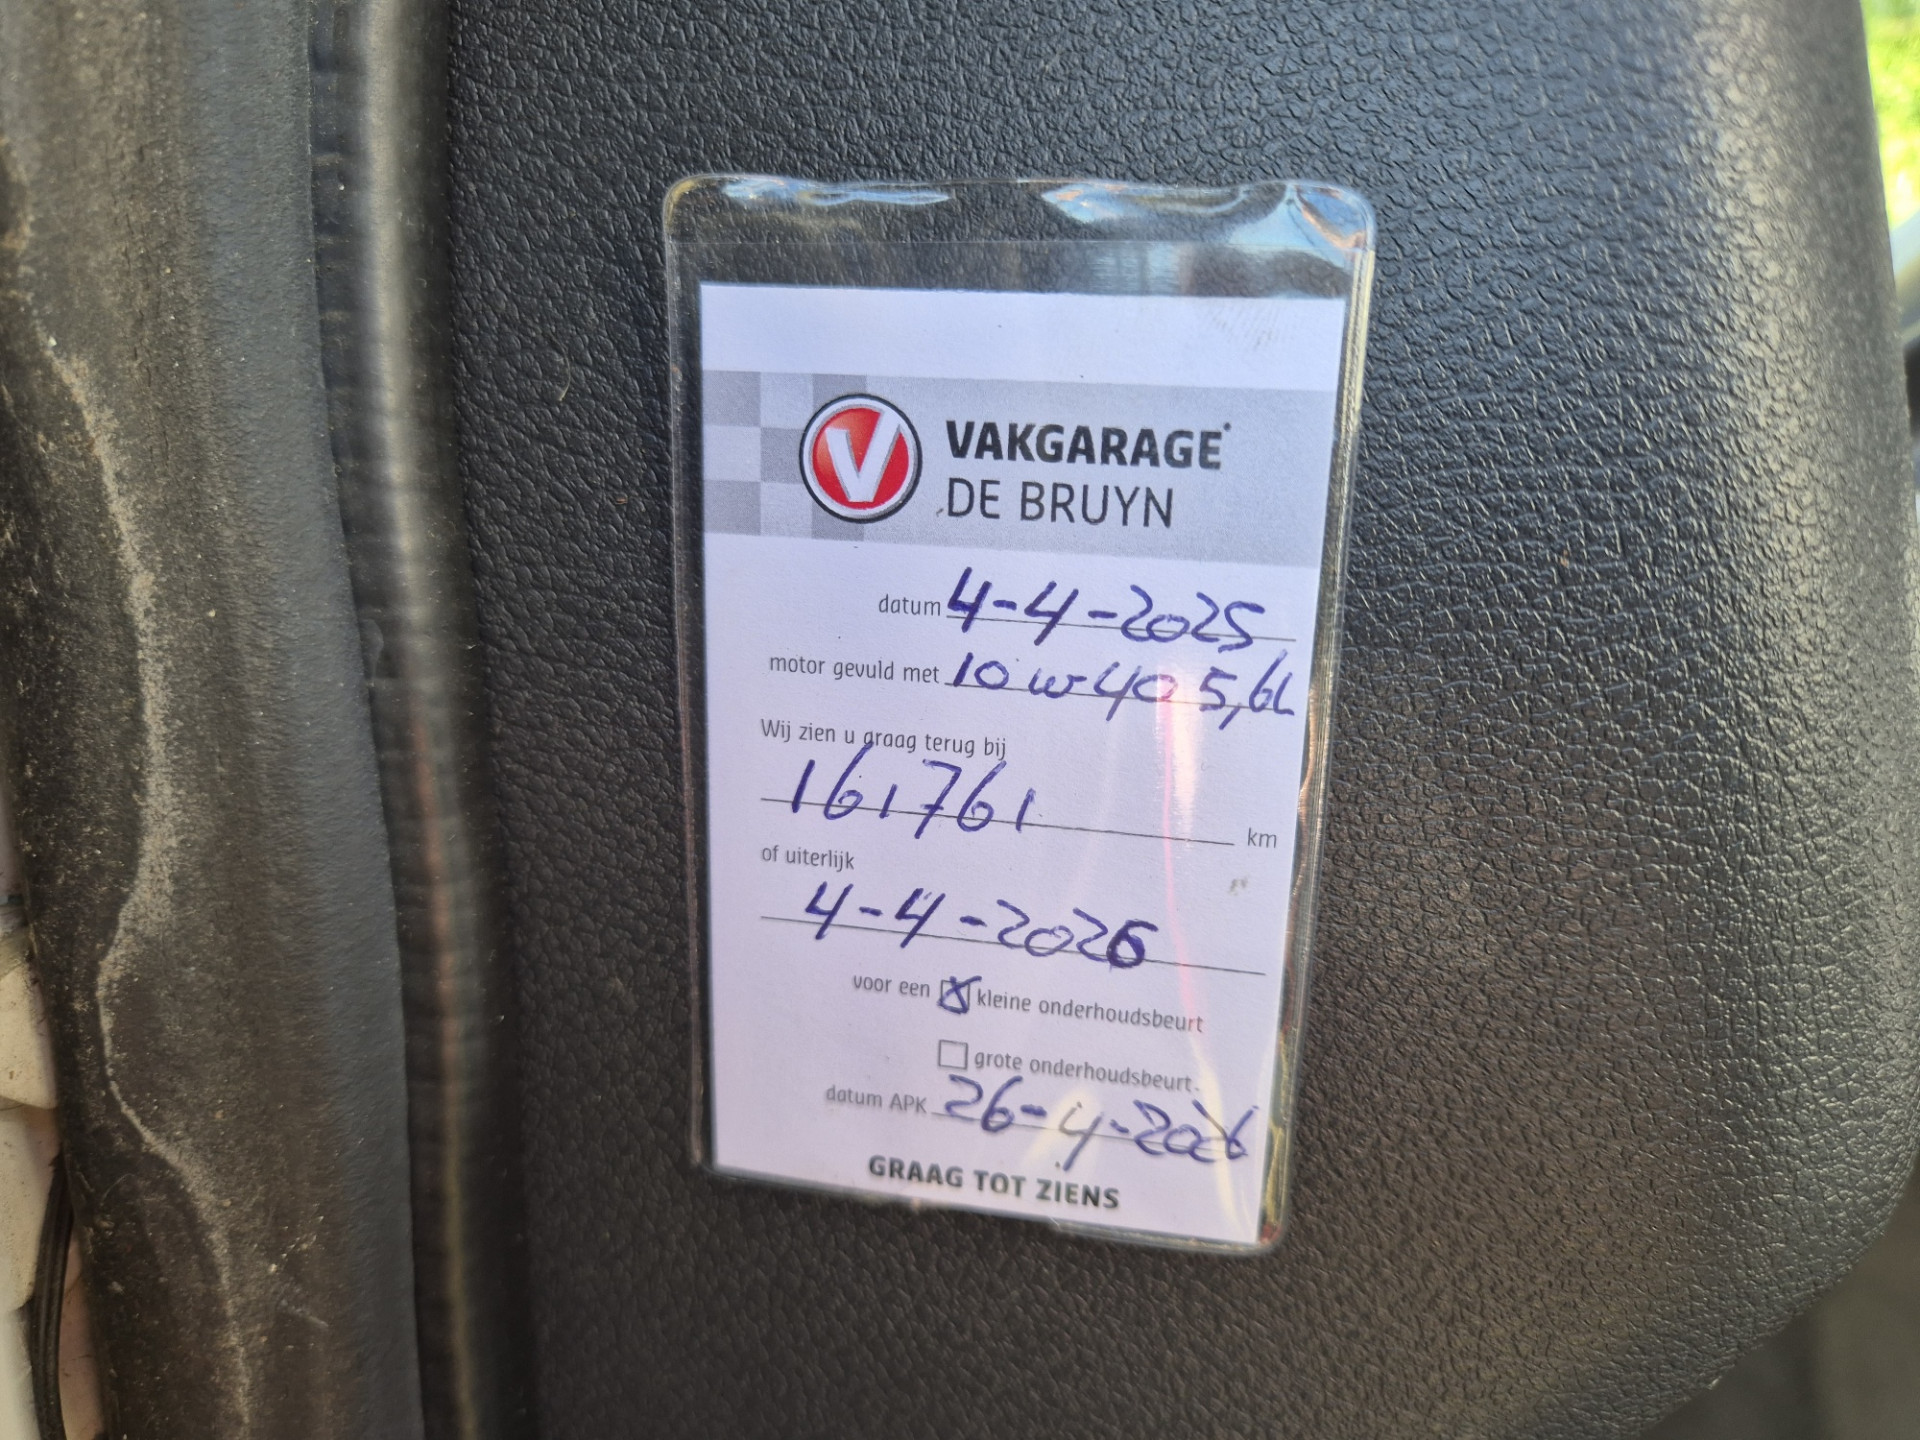 V VAKGARAGE
DE BRUYN
datum 4-4-2025
motor gevuld met 10w40 5,6L
Wij zien u graag terug bij
161761 km
of uiterlijk
4-4-2026
voor een kleine onderhoudsbeurt
grote onderhoudsbeurt.
datum APK 26-4-2026
GRAAG TOT ZIENS